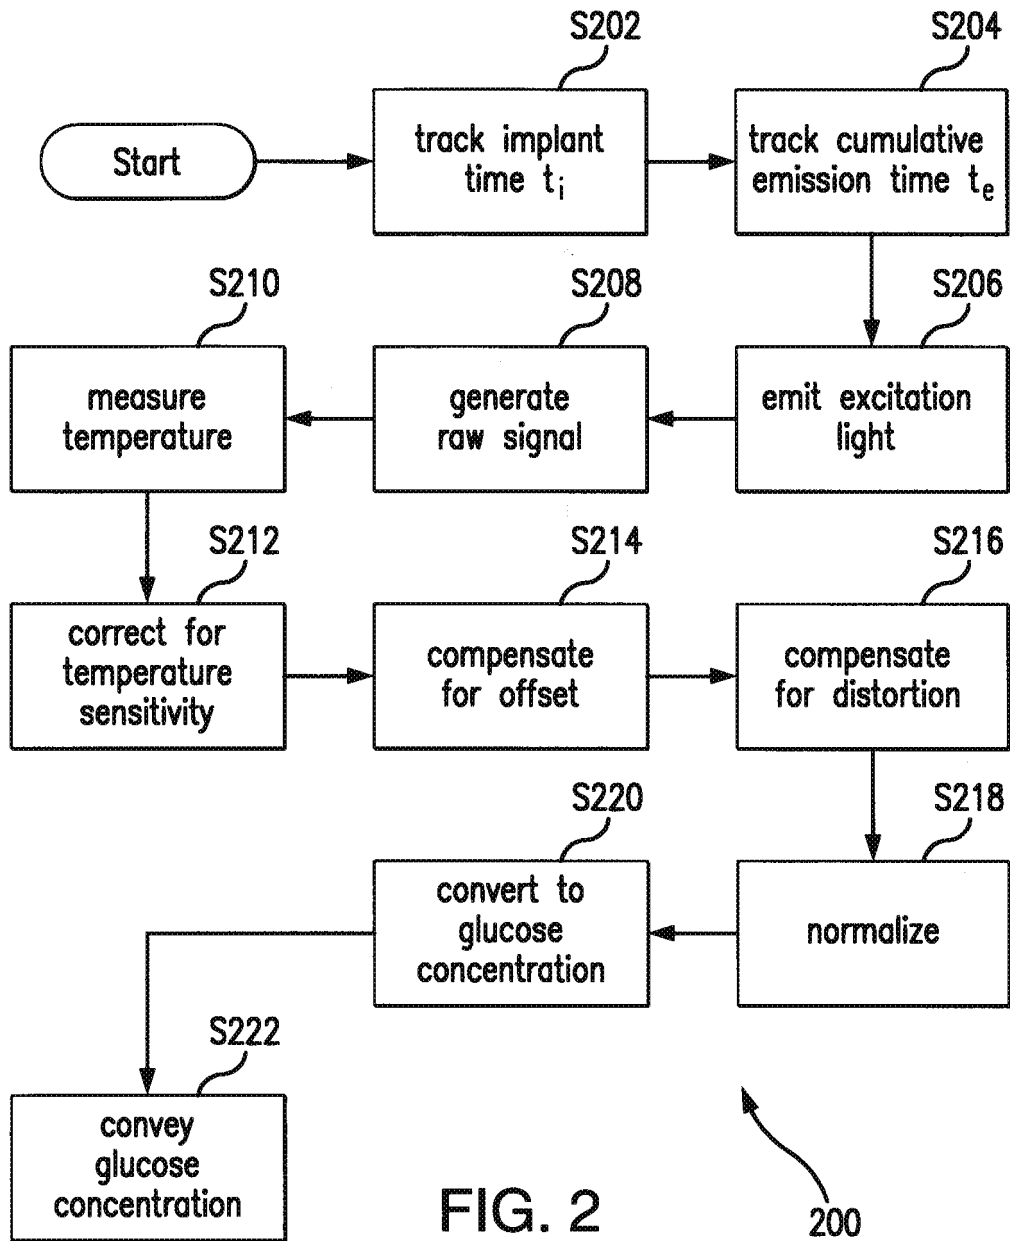 S202
S204
Start
track implant
time ti
track cumulative
emission time te
S210
S208
S206
measure
temperature
generate
raw signal
emit excitation
light
S212
S214
S216
correct for
temperature
sensitivity
compensate
for offset
compensate
for distortion
S220
S218
convert to
glucose
concentration
normalize
S222
convey
glucose
concentration
FIG. 2
200